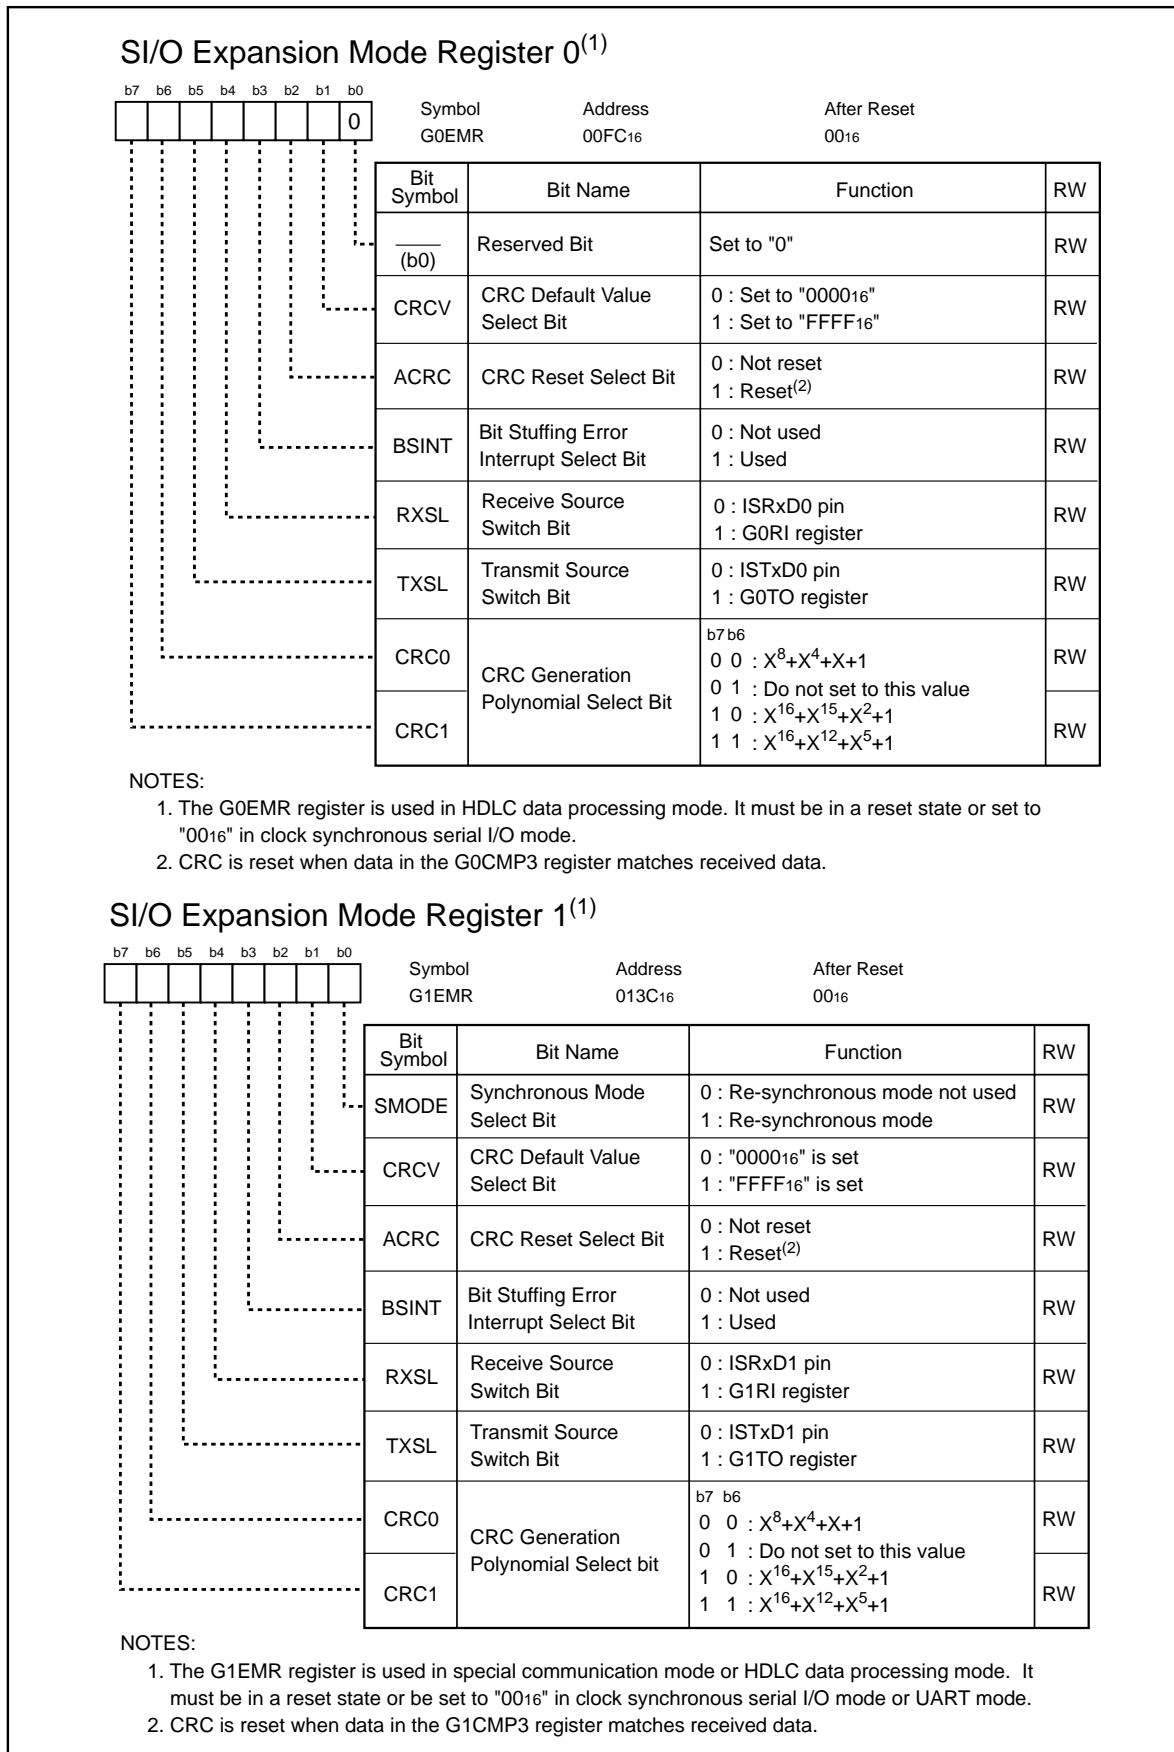 SI/O Expansion Mode Register 0(1)
b7 b6 b5 b4 b3 b2 b1 b0
0
Symbol Address After Reset
G0EMR 00FC16 0016
Bit Symbol Bit Name Function RW
(b0) Reserved Bit Set to "0" RW
CRCV CRC Default Value Select Bit 0 : Set to "000016" RW
1 : Set to "FFFF16"
ACRC CRC Reset Select Bit 0 : Not reset RW
1 : Reset(2)
BSINT Bit Stuffing Error Interrupt Select Bit 0 : Not used RW
1 : Used
RXSL Receive Source Switch Bit 0 : ISRxD0 pin RW
1 : G0RI register
TXSL Transmit Source Switch Bit 0 : ISTxD0 pin RW
1 : G0TO register
b7 b6
CRC0 CRC Generation Polynomial Select Bit 0 0 : X8+X4+X+1 RW
0 1 : Do not set to this value
CRC1 1 0 : X16+X15+X2+1 RW
1 1 : X16+X12+X5+1
NOTES:
1. The G0EMR register is used in HDLC data processing mode. It must be in a reset state or set to
"0016" in clock synchronous serial I/O mode.
2. CRC is reset when data in the G0CMP3 register matches received data.
SI/O Expansion Mode Register 1(1)
b7 b6 b5 b4 b3 b2 b1 b0
Symbol Address After Reset
G1EMR 013C16 0016
Bit Symbol Bit Name Function RW
SMODE Synchronous Mode Select Bit 0 : Re-synchronous mode not used RW
1 : Re-synchronous mode
CRCV CRC Default Value Select Bit 0 : "000016" is set RW
1 : "FFFF16" is set
ACRC CRC Reset Select Bit 0 : Not reset RW
1 : Reset(2)
BSINT Bit Stuffing Error Interrupt Select Bit 0 : Not used RW
1 : Used
RXSL Receive Source Switch Bit 0 : ISRxD1 pin RW
1 : G1RI register
TXSL Transmit Source Switch Bit 0 : ISTxD1 pin RW
1 : G1TO register
b7 b6
CRC0 CRC Generation Polynomial Select bit 0 0 : X8+X4+X+1 RW
0 1 : Do not set to this value
CRC1 1 0 : X16+X15+X2+1 RW
1 1 : X16+X12+X5+1
NOTES:
1. The G1EMR register is used in special communication mode or HDLC data processing mode. It
must be in a reset state or be set to "0016" in clock synchronous serial I/O mode or UART mode.
2. CRC is reset when data in the G1CMP3 register matches received data.